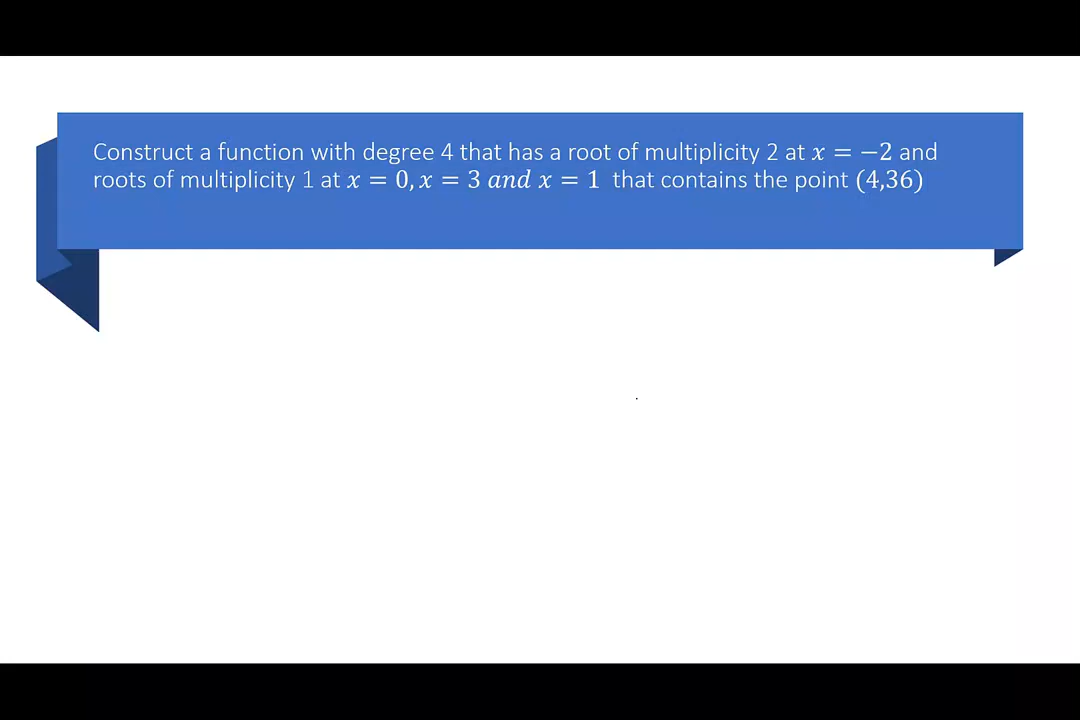 Construct a function with degree 4 that has a root of multiplicity 2 at 𝑥 = −2 and
roots of multiplicity 1 at 𝑥 = 0, 𝑥 = 3 𝑎𝑛𝑑 𝑥 = 1 that contains the point (4,36)